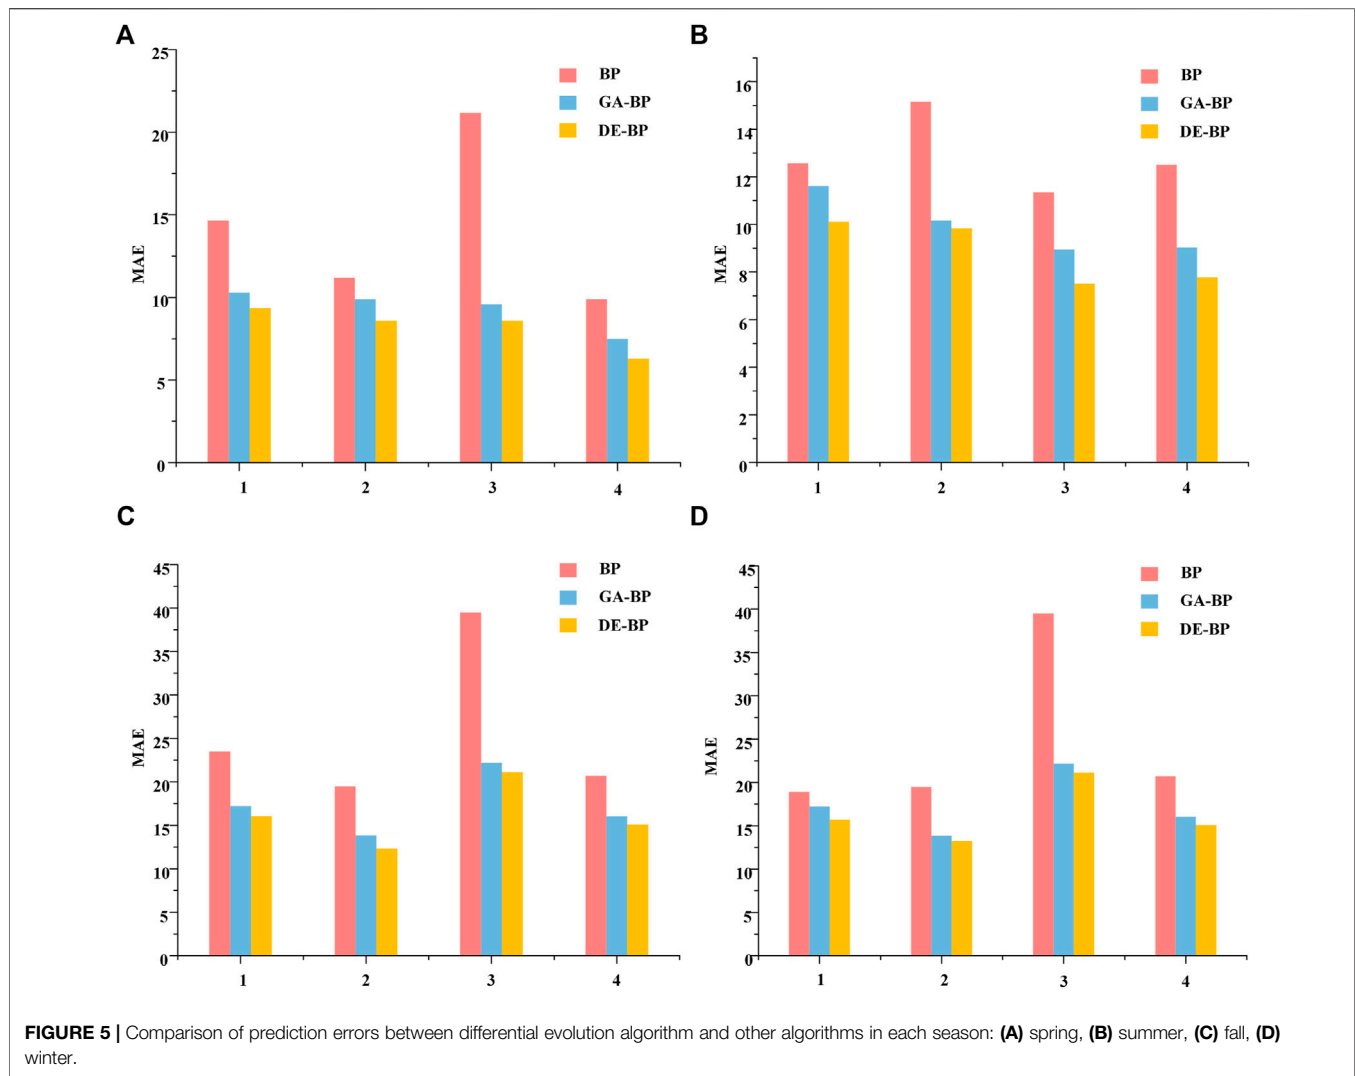 A
25
20
15
10
5
0
MAE
1 2 3 4
BP
GA-BP
DE-BP
B
16
14
12
10
8
6
4
2
0
MAE
1 2 3 4
BP
GA-BP
DE-BP
C
45
40
35
30
25
20
15
10
5
0
MAE
1 2 3 4
BP
GA-BP
DE-BP
D
45
40
35
30
25
20
15
10
5
0
MAE
1 2 3 4
BP
GA-BP
DE-BP
FIGURE 5 | Comparison of prediction errors between differential evolution algorithm and other algorithms in each season: (A) spring, (B) summer, (C) fall, (D)
winter.